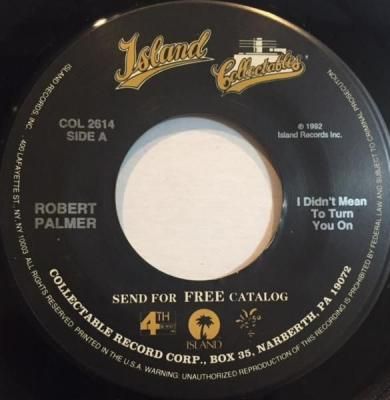 Island
Collectables
COL 2614
SIDE A
℗ 1992
Island Records Inc.
ROBERT
PALMER
I Didn't Mean
To Turn
You On
SEND FOR FREE CATALOG
4TH
ISLAND
COLLECTABLE RECORD CORP., BOX 35, NARBERTH, PA 19072
ISLAND RECORDS, INC. 400 LAFAYETTE ST. NY, NY 10003 ALL RIGHTS RESERVED PRINTED IN THE U.S.A. WARNING: UNAUTHORIZED REPRODUCTION OF THIS RECORDING IS PROHIBITED BY FEDERAL LAW AND SUBJECT TO CRIMINAL PROSECUTION.